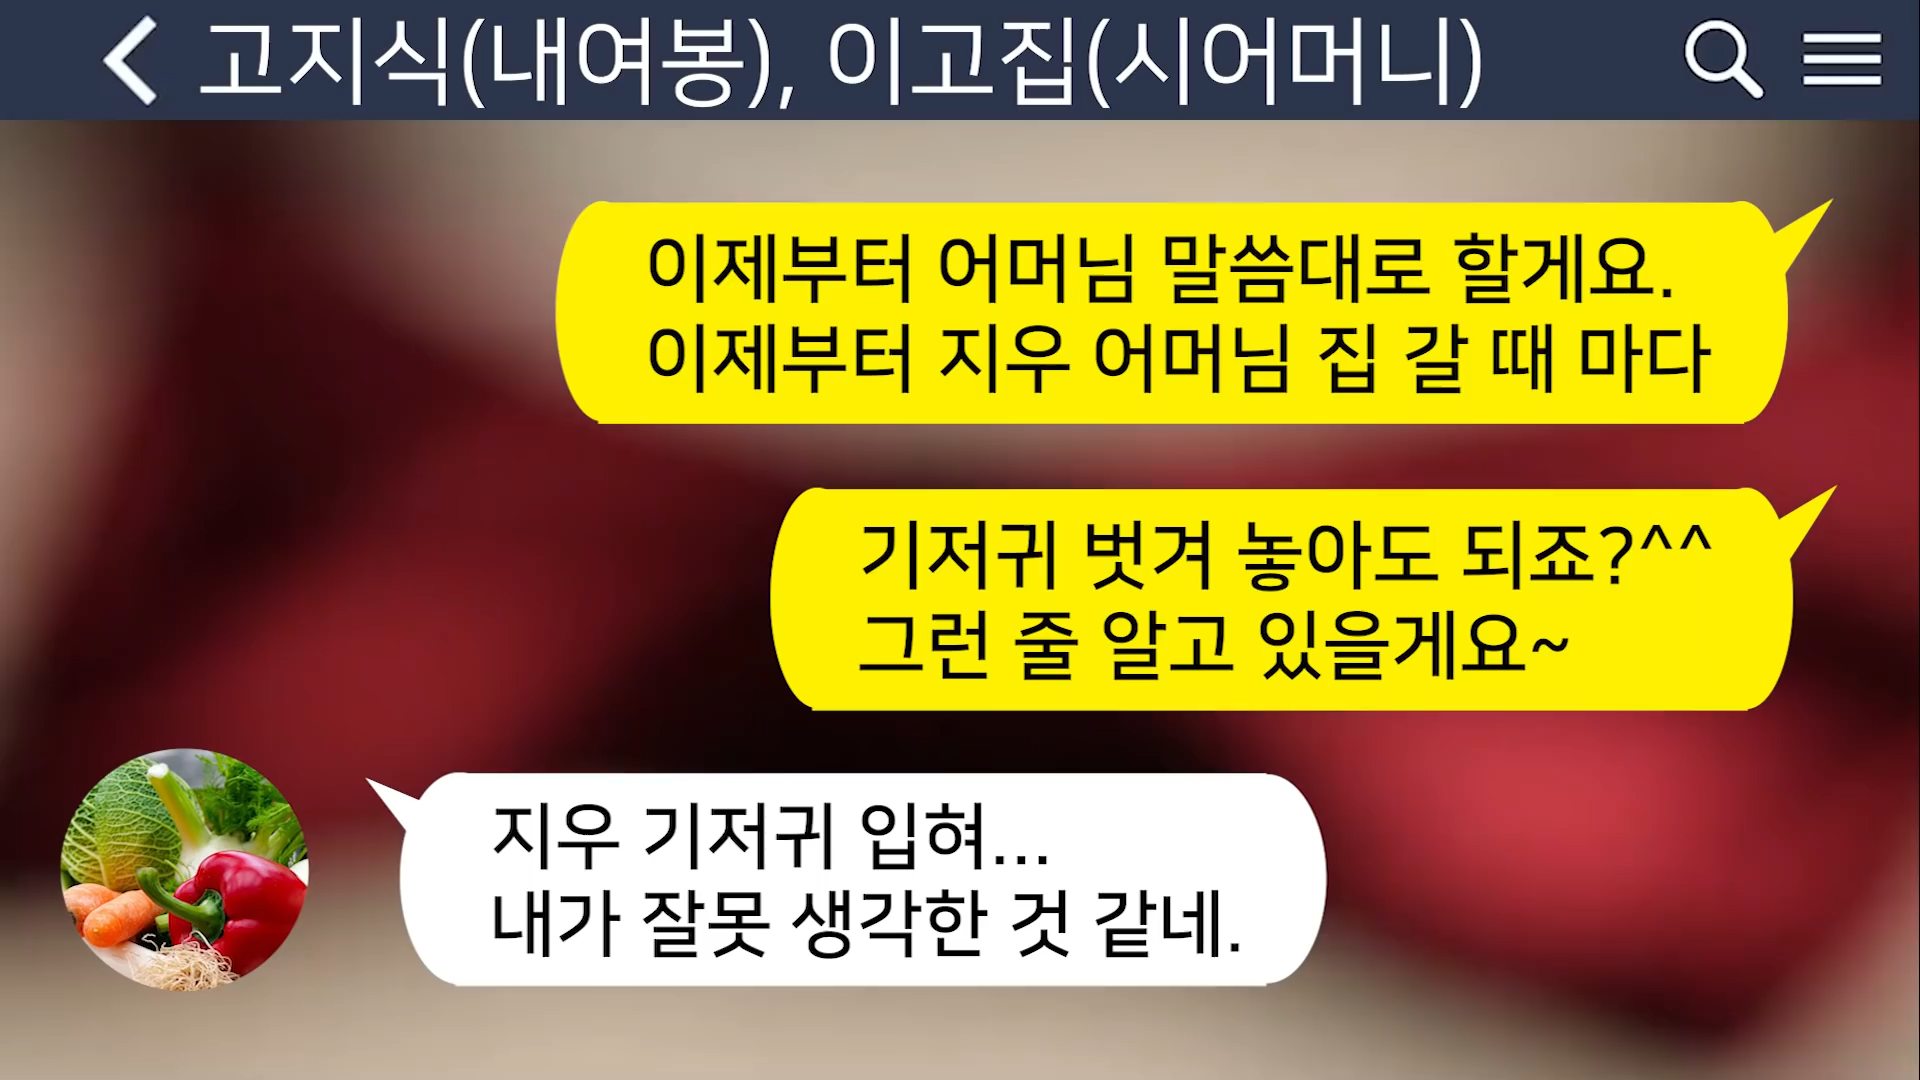 고지식(내여봉), 이고집(시어머니)
이제부터 어머님 말씀대로 할게요.
이제부터 지우 어머님 집 갈 때 마다
기저귀 벗겨 놓아도 되죠?^^
그런 줄 알고 있을게요~
지우 기저귀 입혀...
내가 잘못 생각한 것 같네.